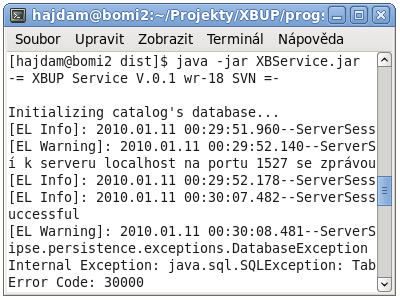 hajdam@bomi2:~/Projekty/XBUP/prog:
Soubor Upravit Zobrazit Terminál Nápověda
[hajdam@bomi2 dist]$ java -jar XBService.jar
-= XBUP Service V.0.1 wr-18 SVN =-
Initializing catalog's database...
[EL Info]: 2010.01.11 00:29:51.960--ServerSess
[EL Warning]: 2010.01.11 00:29:52.140--ServerS
í k serveru localhost na portu 1527 se zprávou
[EL Info]: 2010.01.11 00:29:52.178--ServerSess
[EL Info]: 2010.01.11 00:30:07.482--ServerSess
uccessful
[EL Warning]: 2010.01.11 00:30:08.481--ServerS
ipse.persistence.exceptions.DatabaseException
Internal Exception: java.sql.SQLException: Tab
Error Code: 30000